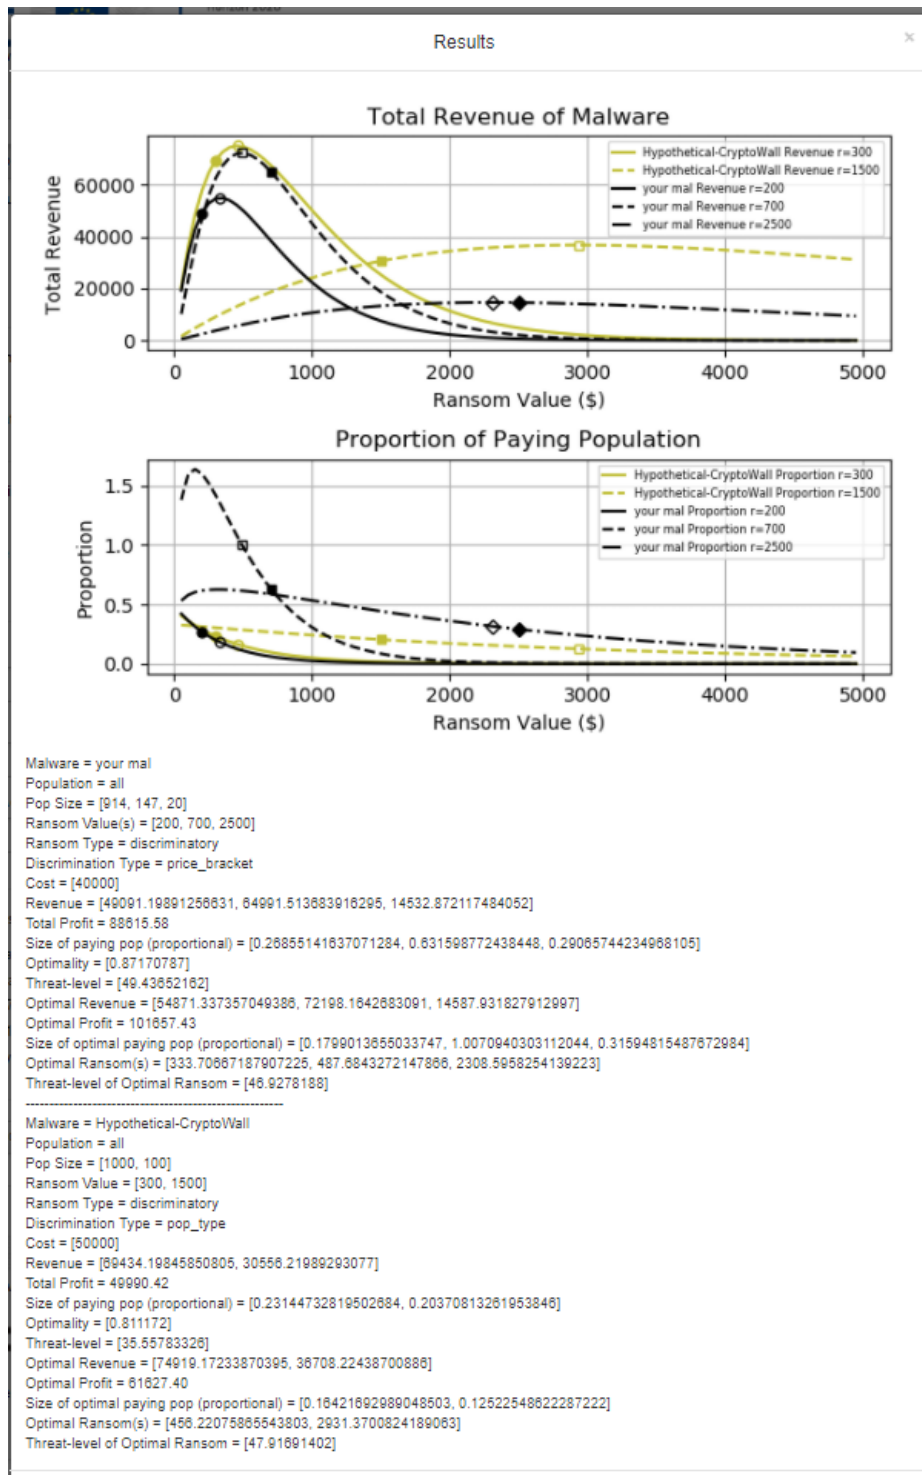 Results
×
Total Revenue of Malware
Hypothetical-CryptoWall Revenue r=300
Hypothetical-CryptoWall Revenue r=1500
your mal Revenue r=200
your mal Revenue r=700
your mal Revenue r=2500
Total Revenue
60000
40000
20000
0
0 1000 2000 3000 4000 5000
Ransom Value ($)
Proportion of Paying Population
Hypothetical-CryptoWall Proportion r=300
Hypothetical-CryptoWall Proportion r=1500
your mal Proportion r=200
your mal Proportion r=700
your mal Proportion r=2500
Proportion
1.5
1.0
0.5
0.0
0 1000 2000 3000 4000 5000
Ransom Value ($)
Malware = your mal
Population = all
Pop Size = [914, 147, 20]
Ransom Value(s) = [200, 700, 2500]
Ransom Type = discriminatory
Discrimination Type = price_bracket
Cost = [40000]
Revenue = [49091.19891256631, 64991.513683916295, 14532.872117484052]
Total Profit = 88615.58
Size of paying pop (proportional) = [0.26855141637071284, 0.631598772438448, 0.29065744234968105]
Optimality = [0.87170787]
Threat-level = [49.43652162]
Optimal Revenue = [54871.337357049386, 72198.1642683091, 14587.931827912997]
Optimal Profit = 101657.43
Size of optimal paying pop (proportional) = [0.1799013655033747, 1.0070940303112044, 0.31594815487672984]
Optimal Ransom(s) = [333.70667187907225, 487.6843272147866, 2308.5958254139223]
Threat-level of Optimal Ransom = [46.9278188]
--------------------------------------------------------
Malware = Hypothetical-CryptoWall
Population = all
Pop Size = [1000, 100]
Ransom Value = [300, 1500]
Ransom Type = discriminatory
Discrimination Type = pop_type
Cost = [50000]
Revenue = [69434.19845850805, 30556.21989293077]
Total Profit = 49990.42
Size of paying pop (proportional) = [0.23144732819502684, 0.20370813261953846]
Optimality = [0.811172]
Threat-level = [35.55783326]
Optimal Revenue = [74919.17233870395, 36708.22438700886]
Optimal Profit = 61627.40
Size of optimal paying pop (proportional) = [0.16421692989048503, 0.12522548622287222]
Optimal Ransom(s) = [456.22075865543803, 2931.3700824189063]
Threat-level of Optimal Ransom = [47.91691402]